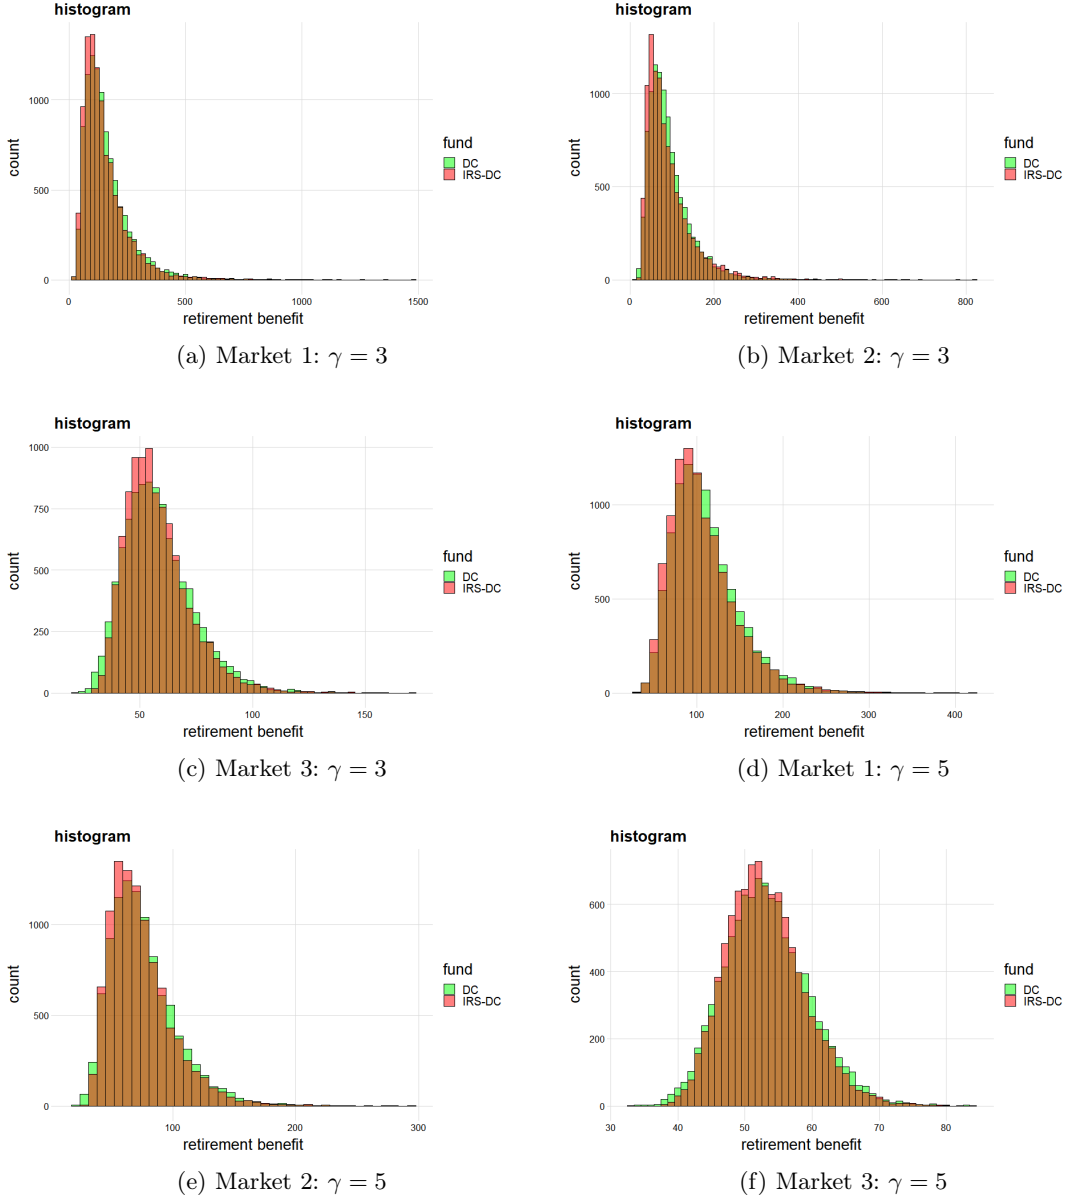 histogram
count
1000
500
0
0
500
1000
1500
retirement benefit
fund
DC
IRS-DC
(a) Market 1: γ = 3
histogram
count
1000
500
0
0
200
400
600
800
retirement benefit
fund
DC
IRS-DC
(b) Market 2: γ = 3
histogram
count
1000
750
500
250
0
50
100
150
retirement benefit
fund
DC
IRS-DC
(c) Market 3: γ = 3
histogram
count
1000
500
0
100
200
300
400
retirement benefit
fund
DC
IRS-DC
(d) Market 1: γ = 5
histogram
count
1000
500
0
100
200
300
retirement benefit
fund
DC
IRS-DC
(e) Market 2: γ = 5
histogram
count
600
400
200
0
30
40
50
60
70
80
retirement benefit
fund
DC
IRS-DC
(f) Market 3: γ = 5